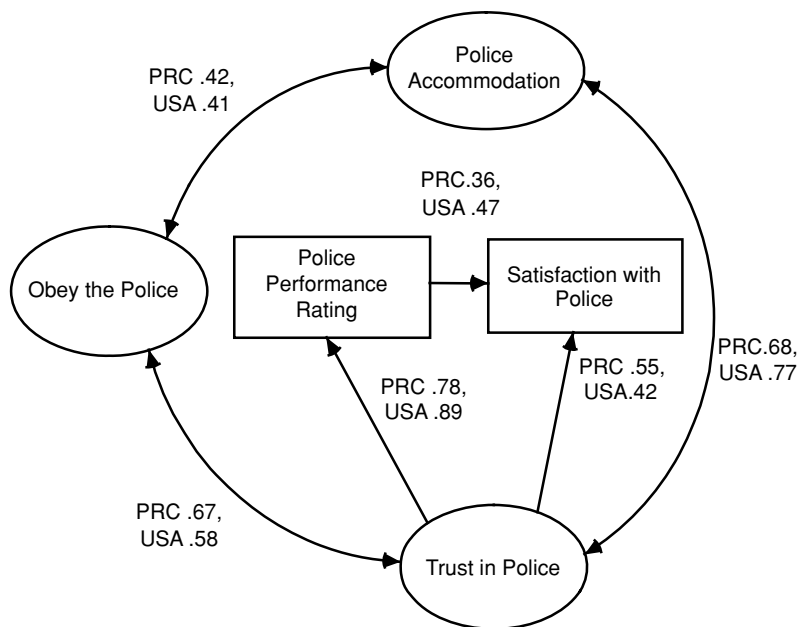 Police
Accommodation
PRC .42,
USA .41
PRC.36,
USA .47
Police
Performance
Rating
Satisfaction with
Police
Obey the Police
PRC.68,
USA .77
PRC .55,
USA.42
PRC .78,
USA .89
PRC .67,
USA .58
Trust in Police